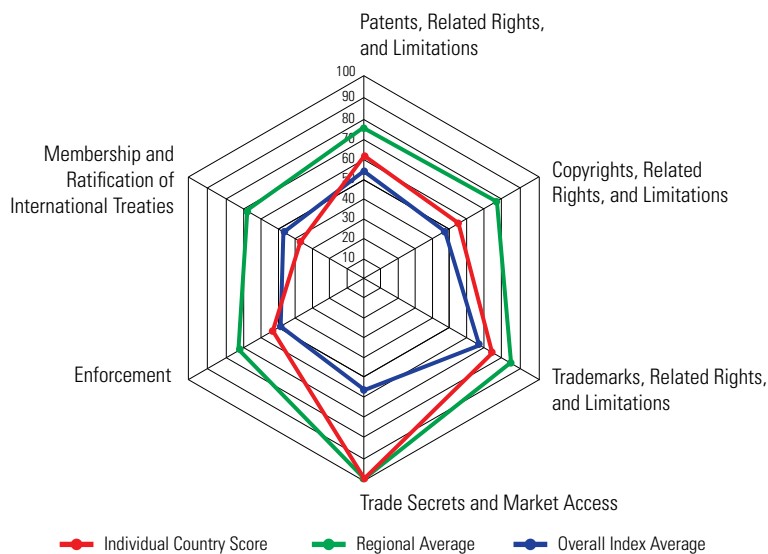 Patents, Related Rights,
and Limitations
100
90
80
70
60
50
40
30
20
10
Membership and
Ratification of
International Treaties
Copyrights, Related
Rights, and Limitations
Enforcement
Trademarks, Related Rights,
and Limitations
Trade Secrets and Market Access
Individual Country Score
Regional Average
Overall Index Average